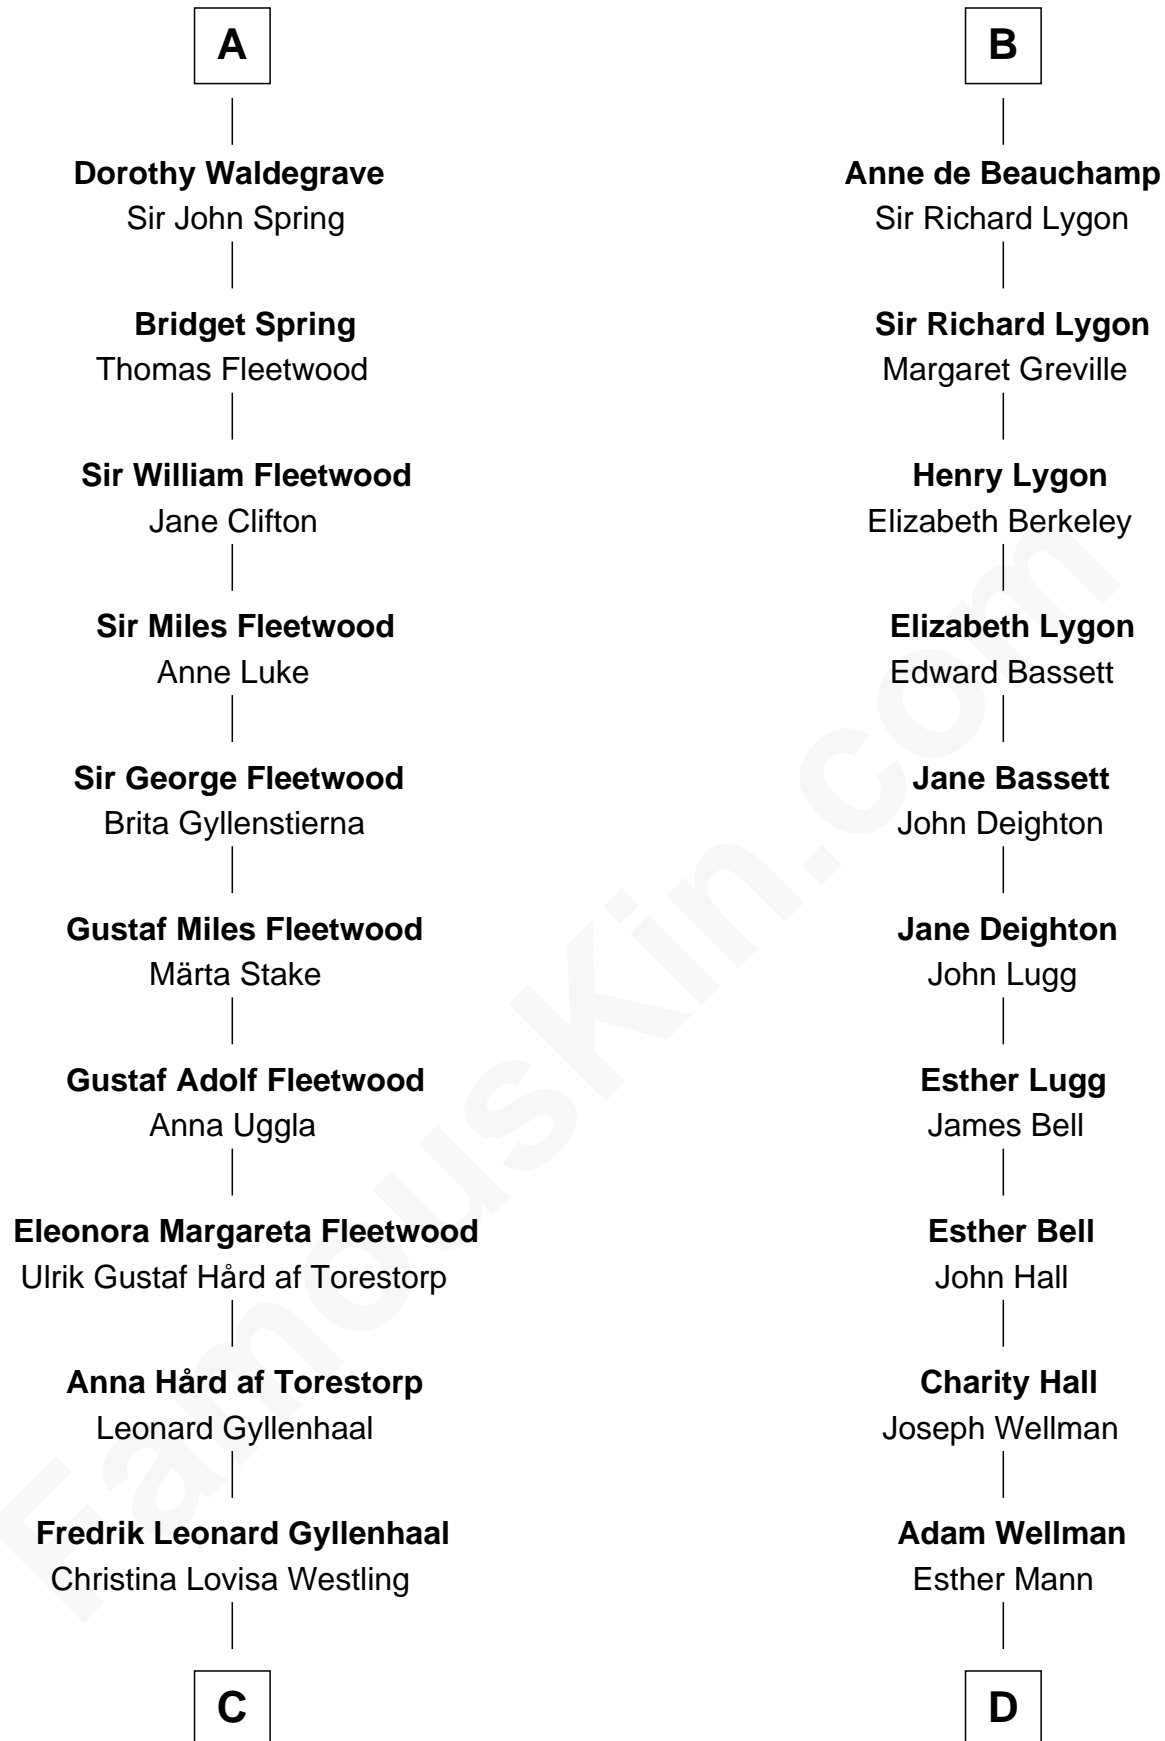 A
Dorothy Waldegrave
Sir John Spring
Bridget Spring
Thomas Fleetwood
Sir William Fleetwood
Jane Clifton
Sir Miles Fleetwood
Anne Luke
Sir George Fleetwood
Brita Gyllenstierna
Gustaf Miles Fleetwood
Märta Stake
Gustaf Adolf Fleetwood
Anna Uggla
Eleonora Margareta Fleetwood
Ulrik Gustaf Hård af Torestorp
Anna Hård af Torestorp
Leonard Gyllenhaal
Fredrik Leonard Gyllenhaal
Christina Lovisa Westling
C
B
Anne de Beauchamp
Sir Richard Lygon
Sir Richard Lygon
Margaret Greville
Henry Lygon
Elizabeth Berkeley
Elizabeth Lygon
Edward Bassett
Jane Bassett
John Deighton
Jane Deighton
John Lugg
Esther Lugg
James Bell
Esther Bell
John Hall
Charity Hall
Joseph Wellman
Adam Wellman
Esther Mann
D
FamousKin.com